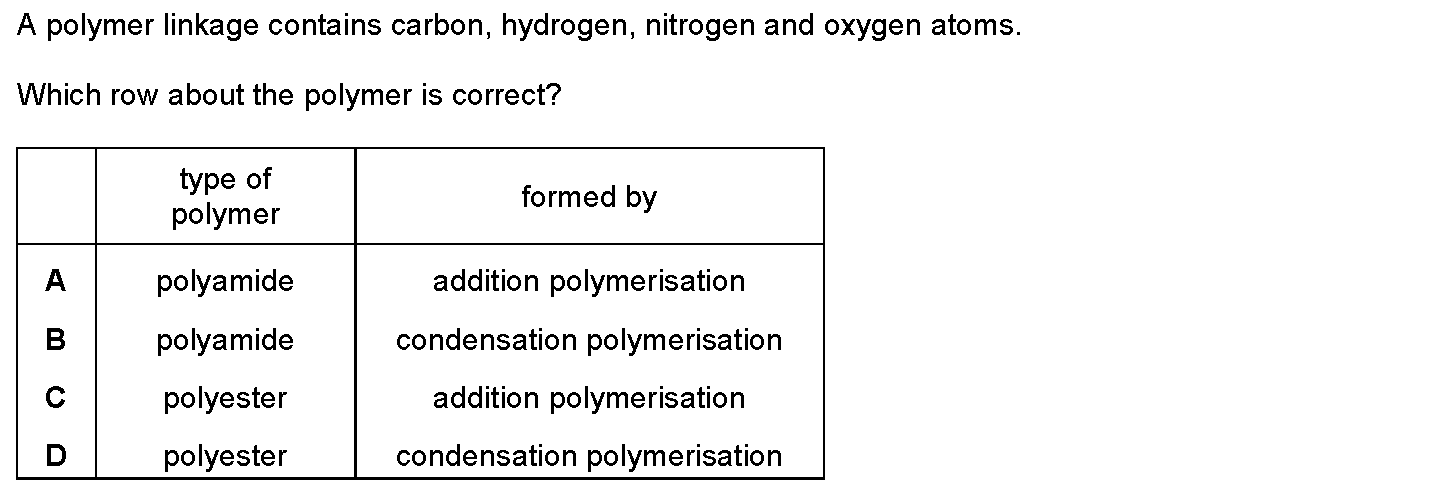 A polymer linkage contains carbon, hydrogen, nitrogen and oxygen atoms.
Which row about the polymer is correct?
type of
polymer
formed by
A polyamide addition polymerisation
B polyamide condensation polymerisation
C polyester addition polymerisation
D polyester condensation polymerisation